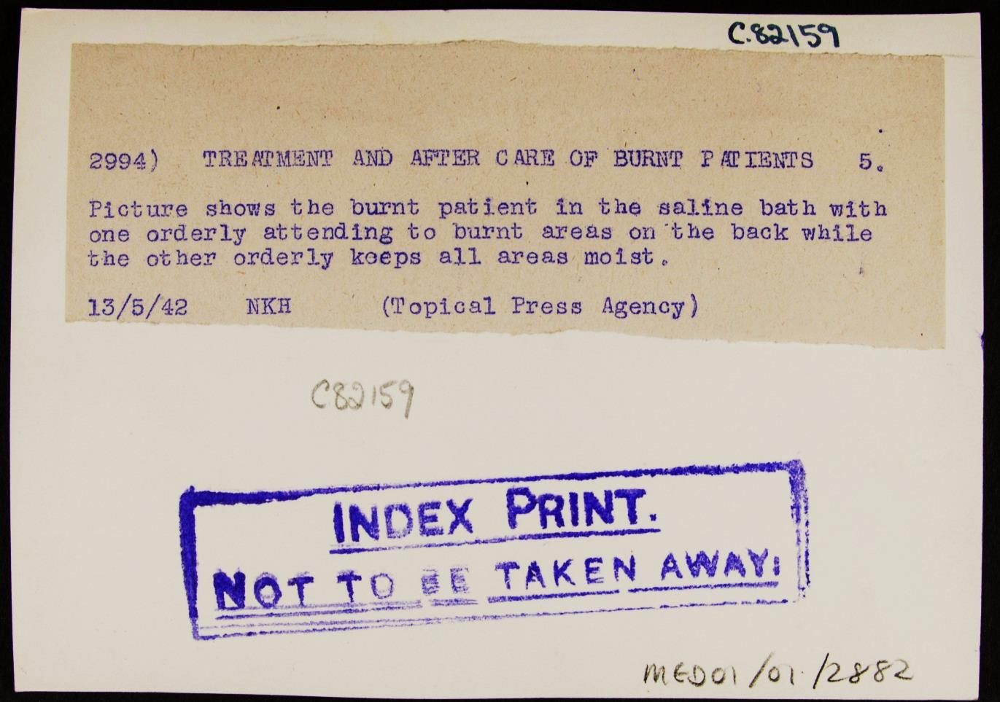 C.82159
2994) TREATMENT AND AFTER CARE OF BURNT PATIENTS 5.
Picture shows the burnt patient in the saline bath with
one orderly attending to burnt areas on the back while
the other orderly keeps all areas moist.
13/5/42 NKH (Topical Press Agency)
C82159
INDEX PRINT.
NOT TO BE TAKEN AWAY.
MED01/01/2882